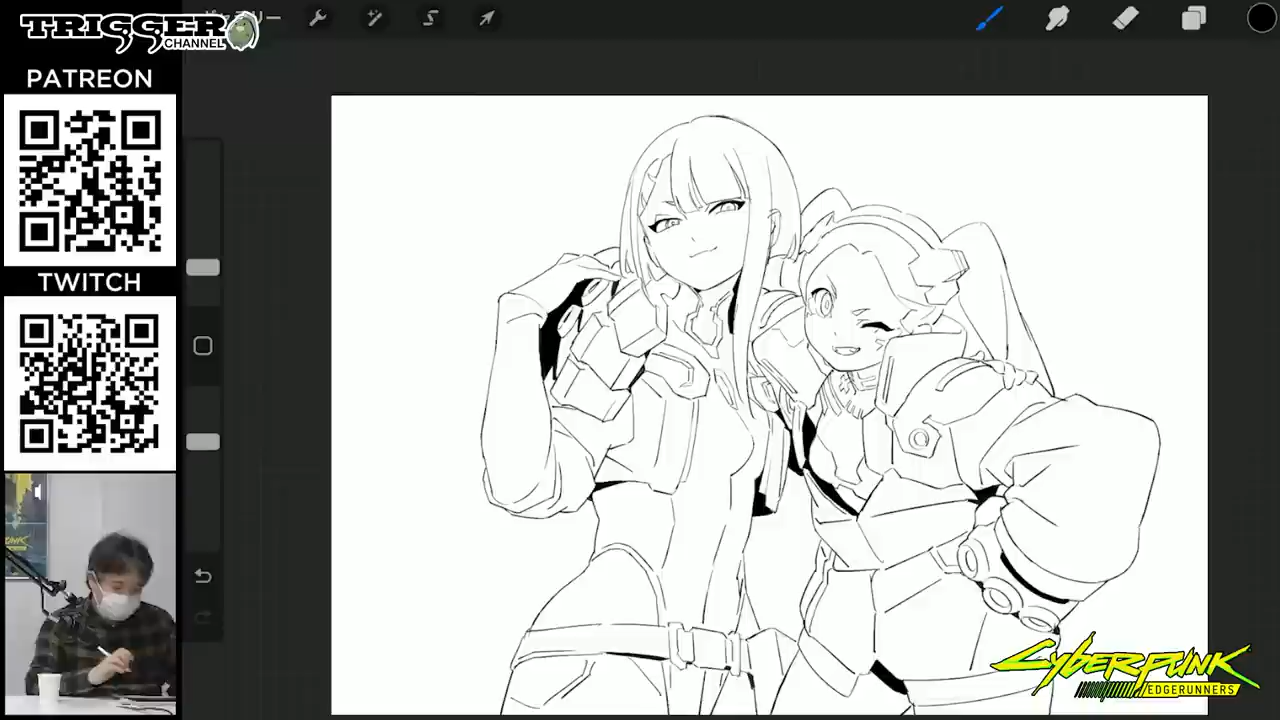 TRIGGER
CHANNEL
PATREON
TWITCH
CYBERPUNK
EDGERUNNERS